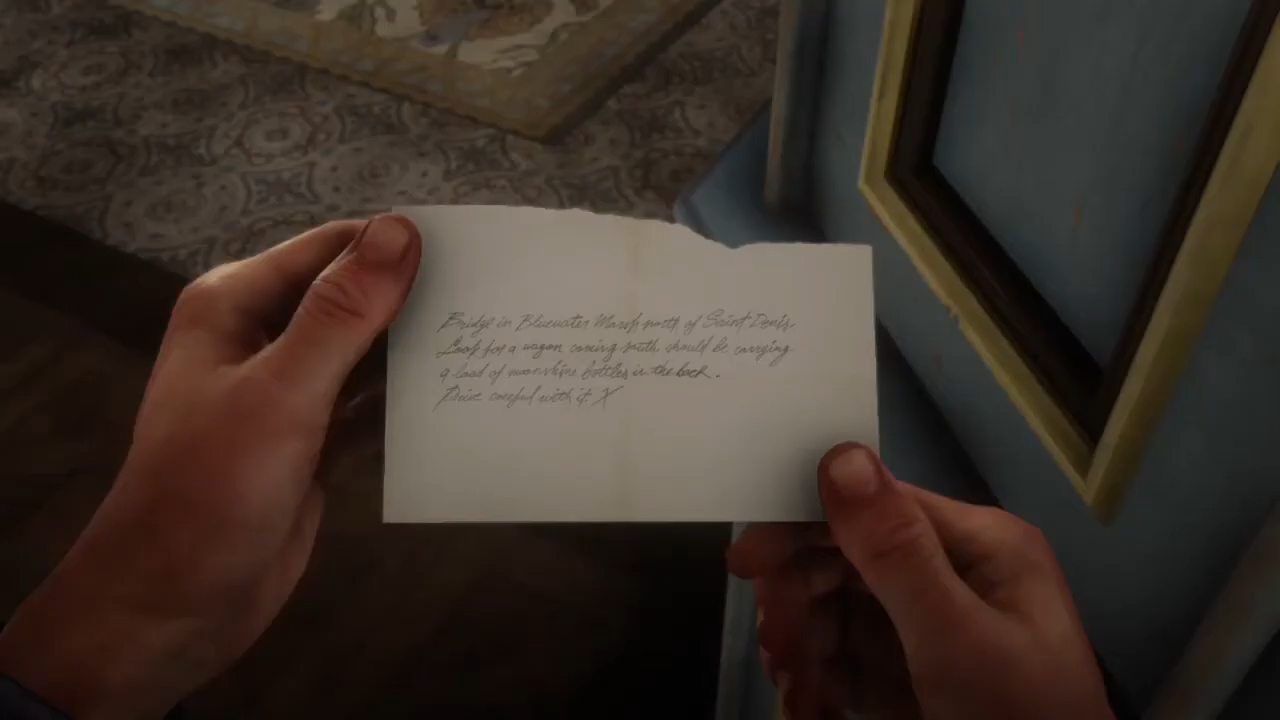 Bridge in Bluewater Marsh north of Saint Denis.
Look for a wagon coming south should be carrying
a load of moonshine bottles in the back.
Drive careful with it X